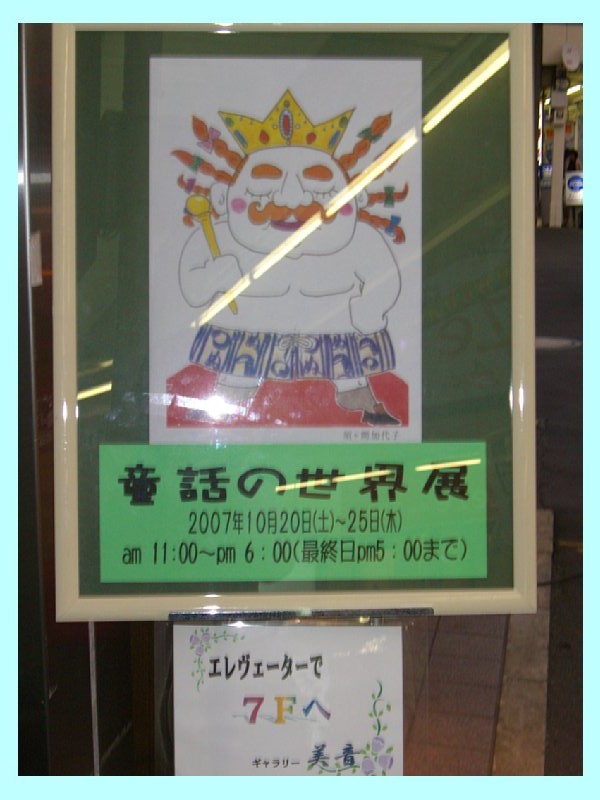 童話の世界展
2007年10月20日(土)~25日(木)
am 11:00~pm 6:00(最終日pm5:00まで)
エレヴェーターで
7Fへ
ギャラリー 美音